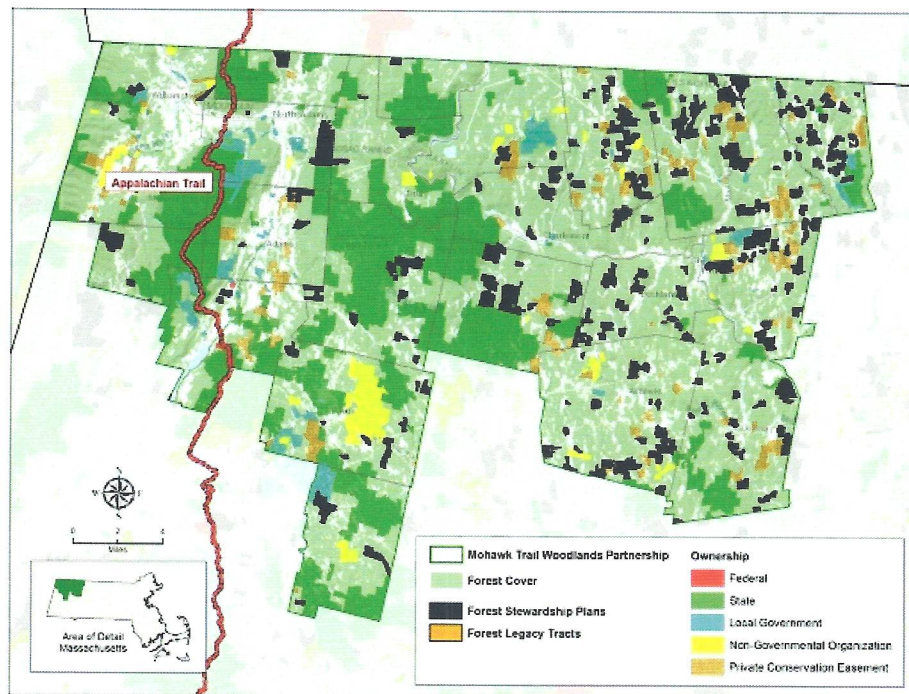 Appalachian Trail
Adams
W
E
0 2 4
Miles
Area of Detail
Massachusetts
Mohawk Trail Woodlands Partnership
Forest Cover
Forest Stewardship Plans
Forest Legacy Tracts
Ownership
Federal
State
Local Government
Non-Governmental Organization
Private Conservation Easement